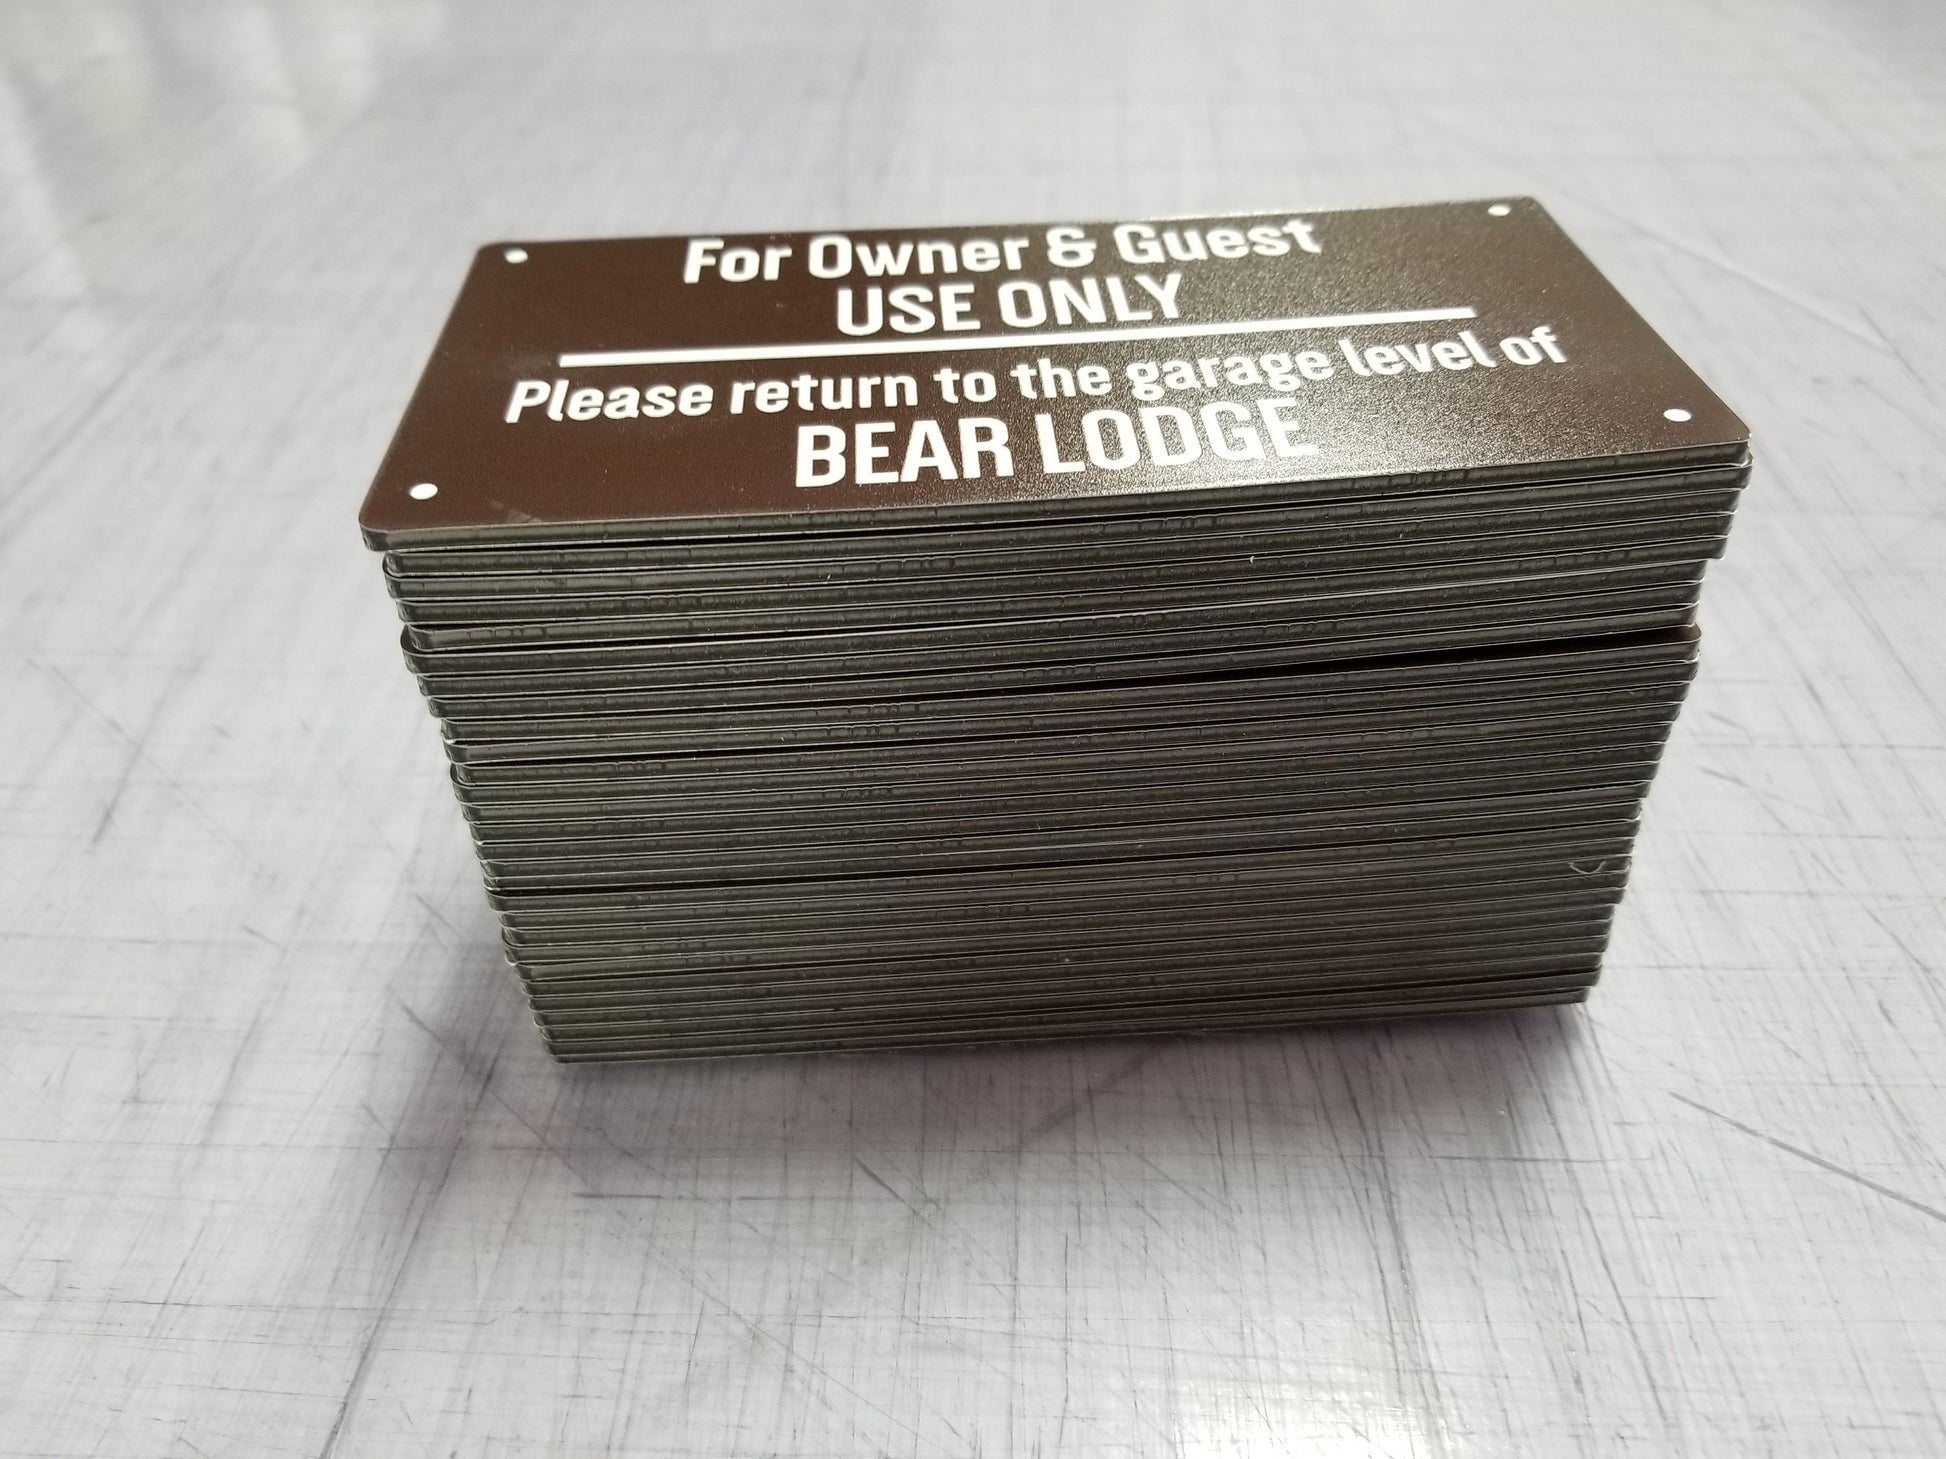 For Owner & Guest
USE ONLY
Please return to the garage level of
BEAR LODGE